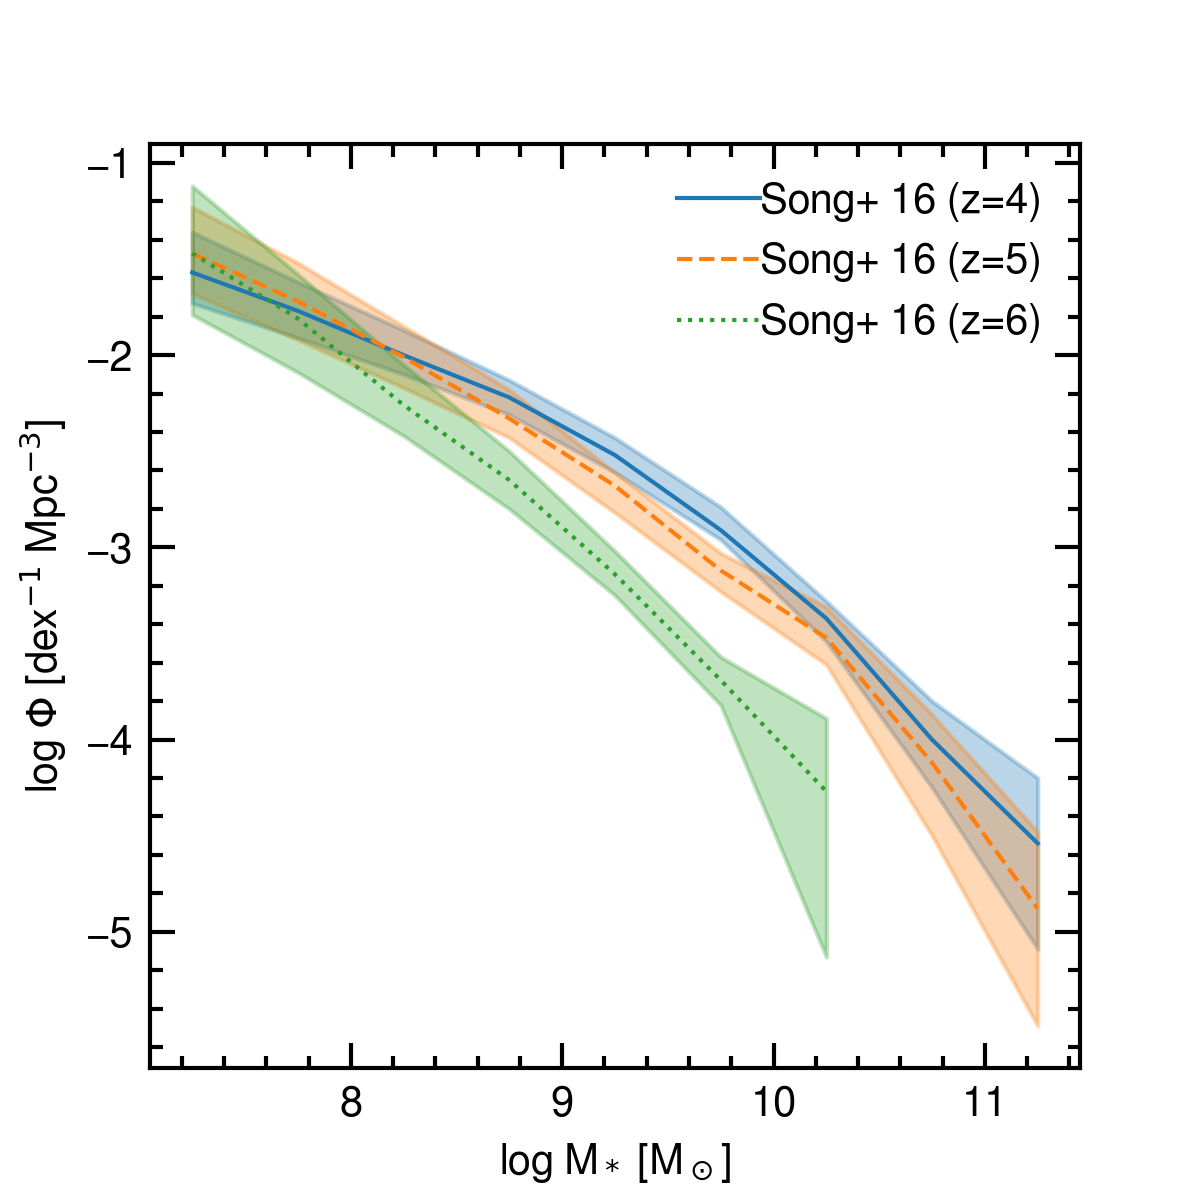 −1
−2
−3
−4
−5
log Φ [dex⁻¹ Mpc⁻³]
Song+ 16 (z=4)
Song+ 16 (z=5)
Song+ 16 (z=6)
8 9 10 11
log M* [M⊙]